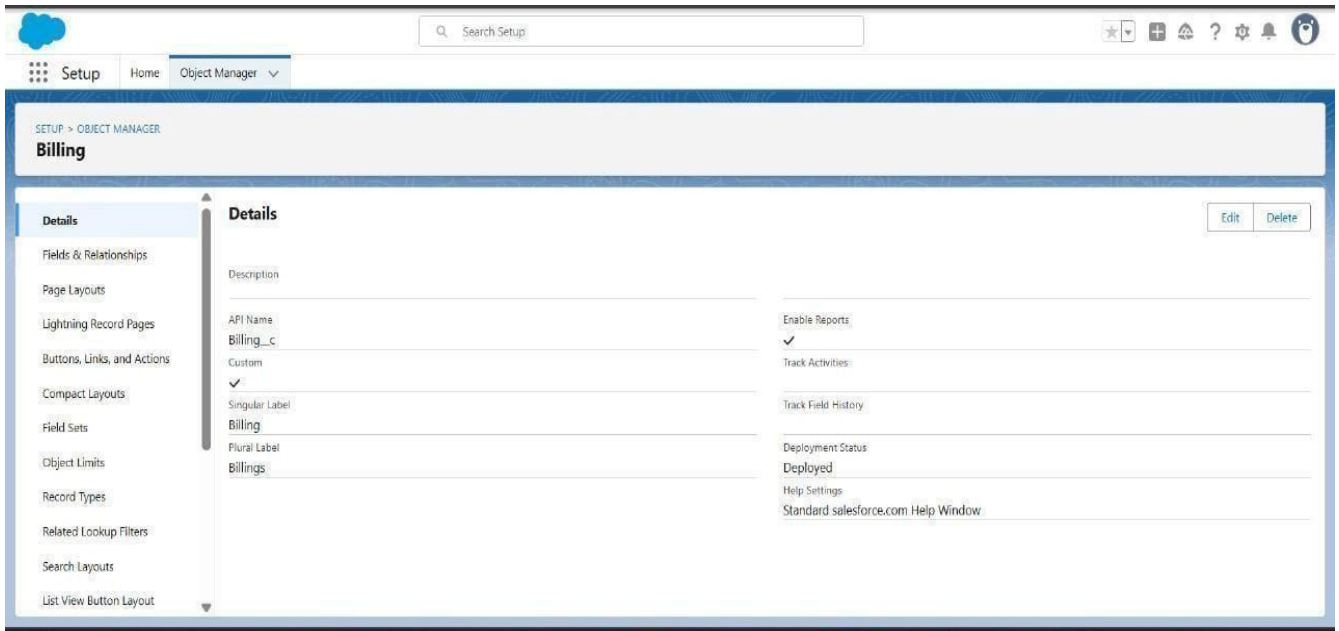 Search Setup
Setup Home Object Manager
SETUP > OBJECT MANAGER
Billing
Details
Fields & Relationships
Page Layouts
Lightning Record Pages
Buttons, Links, and Actions
Compact Layouts
Field Sets
Object Limits
Record Types
Related Lookup Filters
Search Layouts
List View Button Layout
Details
Edit Delete
Description
API Name
Billing__c
Custom
Singular Label
Billing
Plural Label
Billings
Enable Reports
Track Activities
Track Field History
Deployment Status
Deployed
Help Settings
Standard salesforce.com Help Window